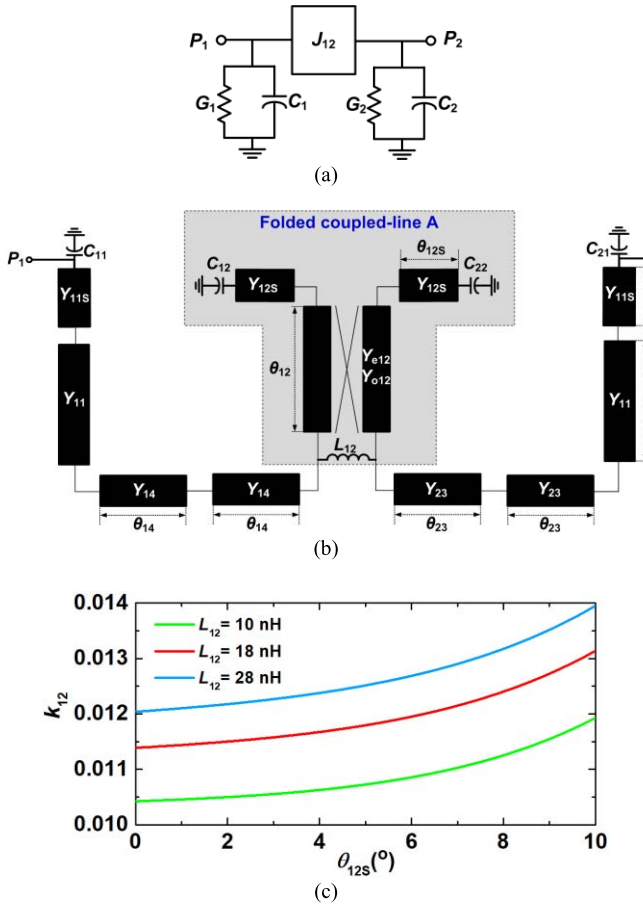 P₁ J₁₂ P₂
G₁ C₁ G₂ C₂
(a)
Folded coupled-line A
P₁ C₁₁ C₁₂ θ₁₂S C₂₂ C₂₁
Y₁₁S Y₁₂S Y₁₂S Y₁₁S
θ₁₂ Yₑ₁₂
Yₒ₁₂
Y₁₁ Y₁₁
L₁₂
Y₁₄ Y₁₄ Y₂₃ Y₂₃
θ₁₄ θ₁₄ θ₂₃ θ₂₃
(b)
0.014
L₁₂= 10 nH
0.013
L₁₂= 18 nH
L₁₂= 28 nH
k₁₂
0.012
0.011
0.010
0 2 4 6 8 10
θ₁₂S(°)
(c)